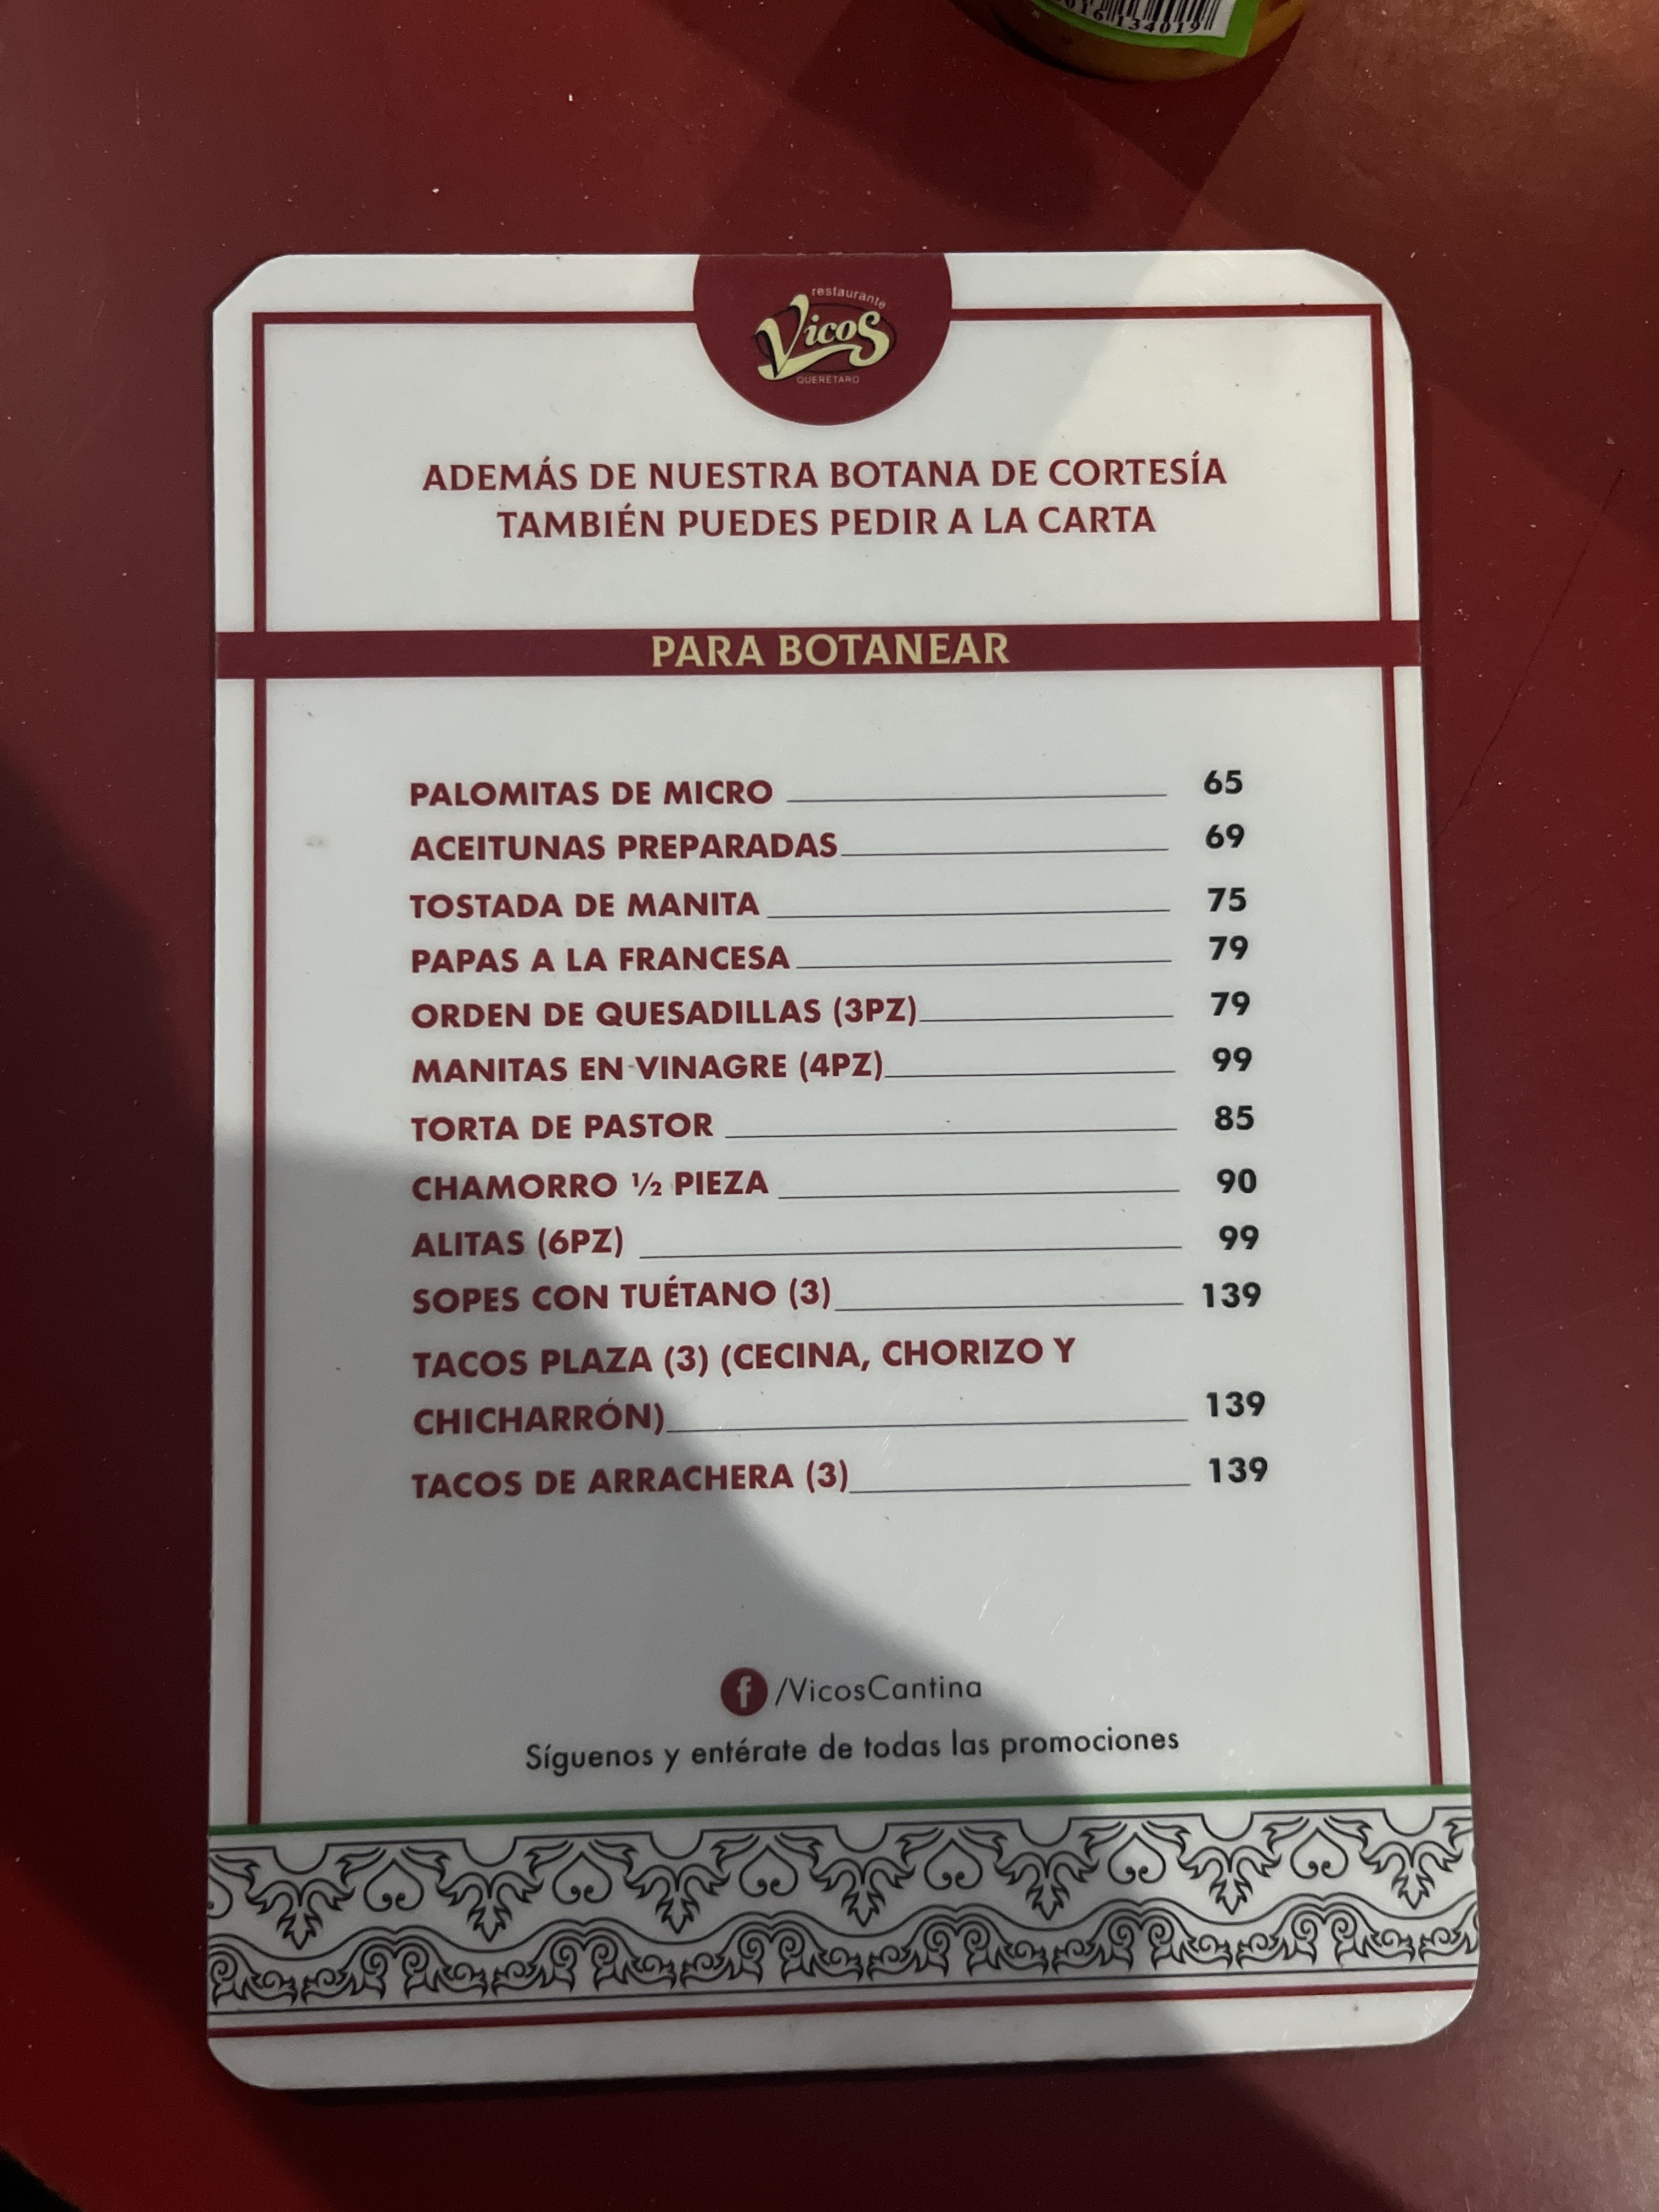 134019
restaurante
Vicos
QUERÉTARO
ADEMÁS DE NUESTRA BOTANA DE CORTESÍA
TAMBIÉN PUEDES PEDIR A LA CARTA
PARA BOTANEAR
PALOMITAS DE MICRO 65
ACEITUNAS PREPARADAS 69
TOSTADA DE MANITA 75
PAPAS A LA FRANCESA 79
ORDEN DE QUESADILLAS (3PZ) 79
MANITAS EN VINAGRE (4PZ) 99
TORTA DE PASTOR 85
CHAMORRO ½ PIEZA 90
ALITAS (6PZ) 99
SOPES CON TUÉTANO (3) 139
TACOS PLAZA (3) (CECINA, CHORIZO Y
CHICHARRÓN) 139
TACOS DE ARRACHERA (3) 139
f /VicosCantina
Síguenos y entérate de todas las promociones